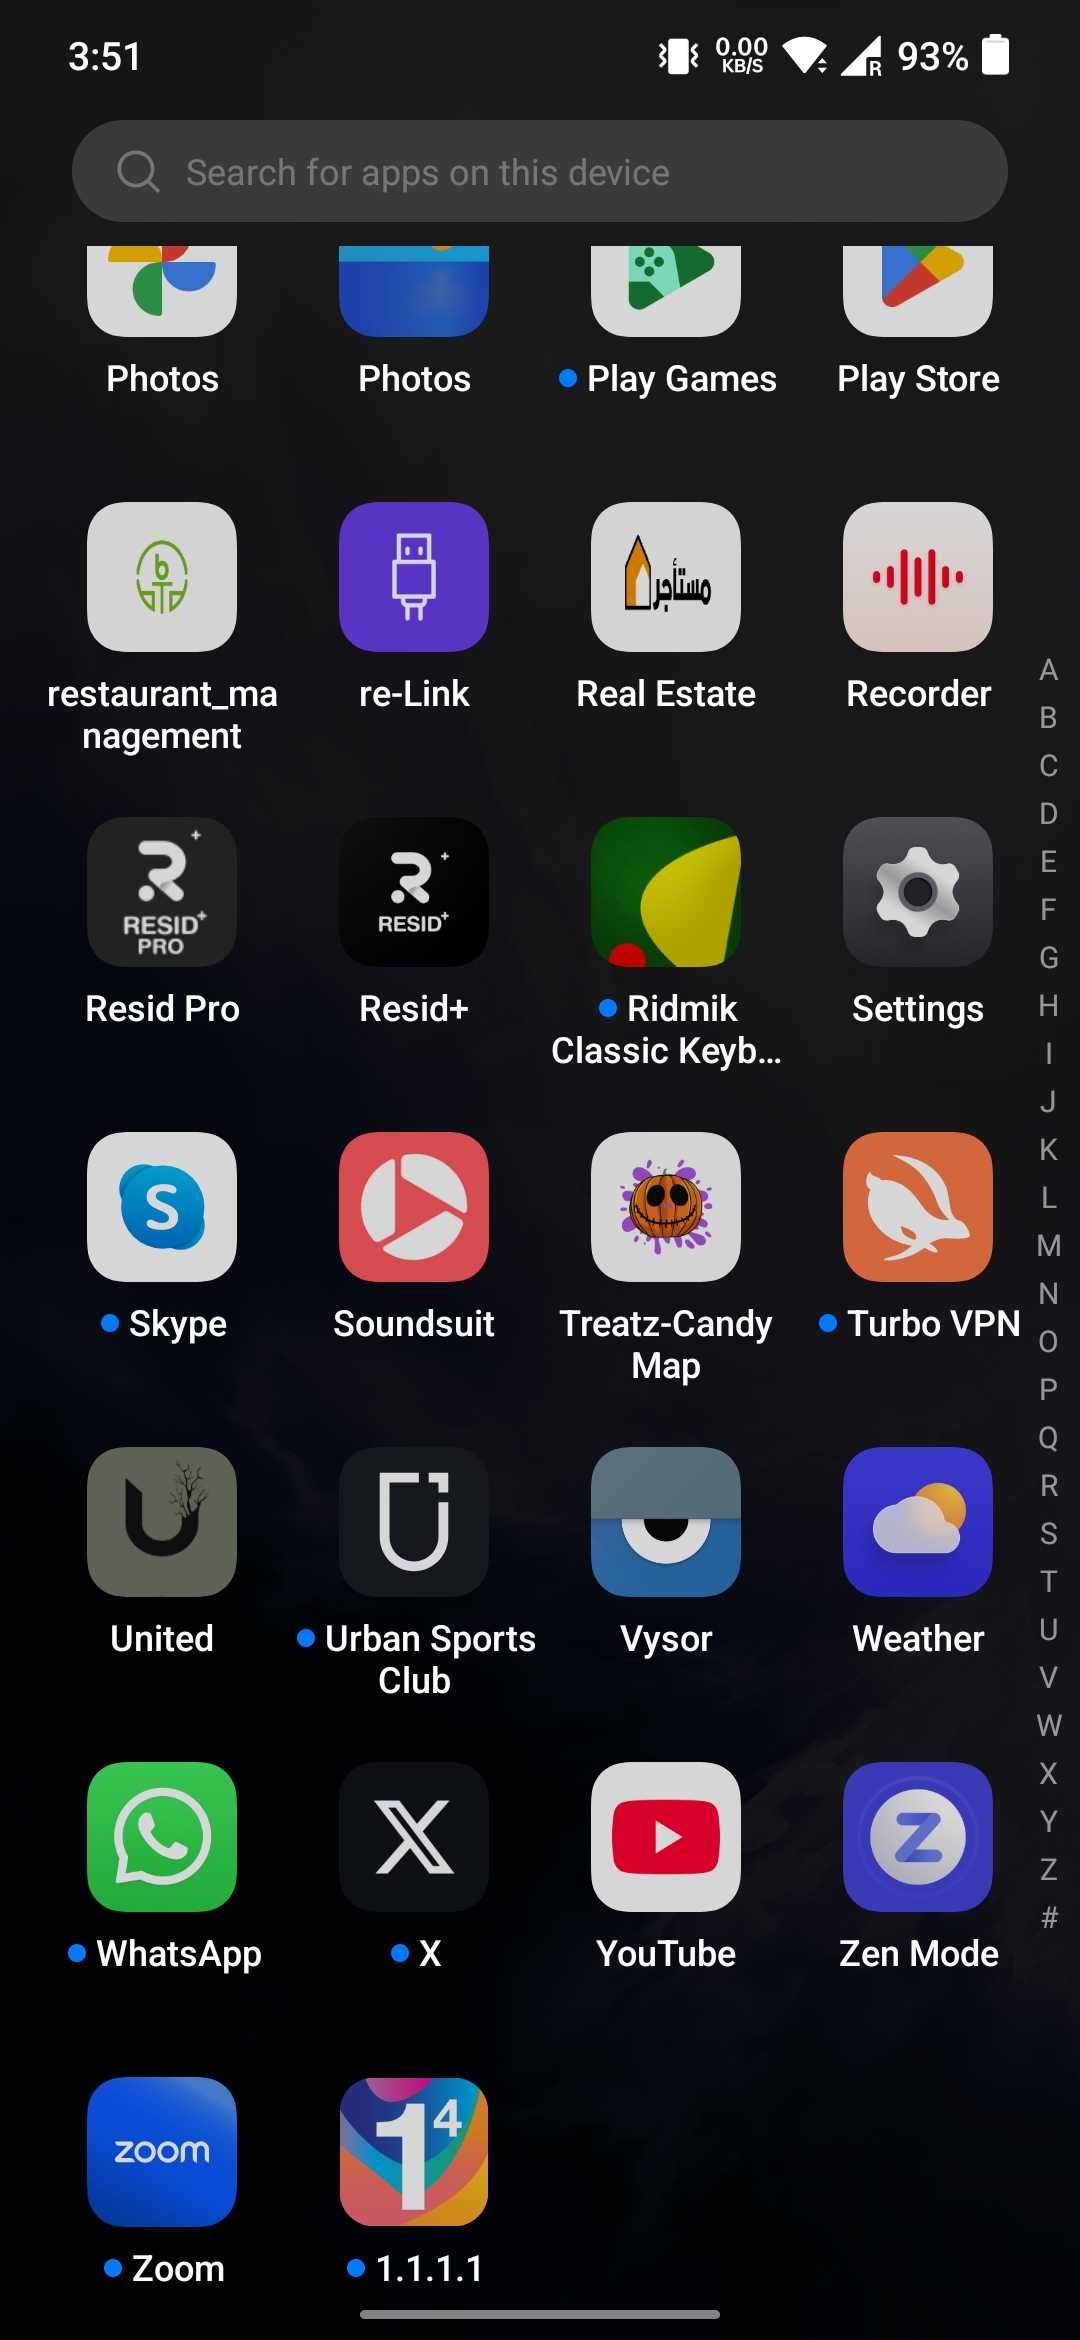 3:51
0.00
KB/S
R
93%
Search for apps on this device
Photos
Photos
Play Games
Play Store
b
مستأجر
restaurant_ma
nagement
re-Link
Real Estate
Recorder
A
B
C
D
E
F
G
H
I
J
K
L
M
N
O
P
Q
R
S
T
U
V
W
X
Y
Z
#
R+
RESID+
PRO
R+
RESID+
Resid Pro
Resid+
Ridmik
Classic Keyb...
Settings
S
Skype
Soundsuit
Treatz-Candy
Map
Turbo VPN
U
United
Urban Sports
Club
Vysor
Weather
X
Z
WhatsApp
X
YouTube
Zen Mode
zoom
1⁴
Zoom
1.1.1.1